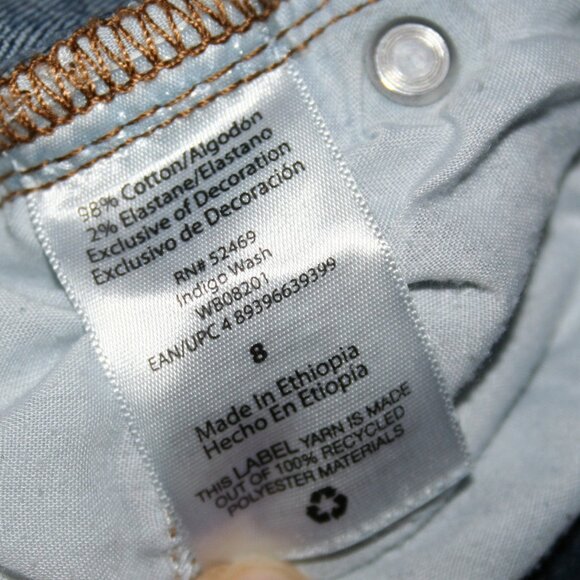 98% Cotton/Algodón
2% Elastane/Elastano
Exclusive of Decoration
Exclusivo de Decoración
RN# 52469
Indigo Wash
WB08201
EAN/UPC 4 89396639399
8
Made In Ethiopia
Hecho En Etiopia
THIS LABEL YARN IS MADE
OUT OF 100% RECYCLED
POLYESTER MATERIALS